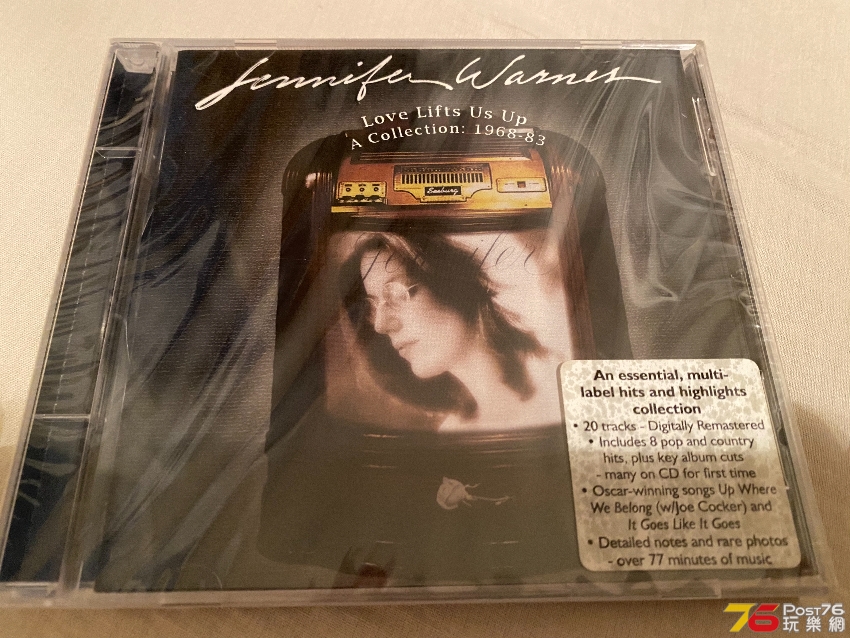 Jennifer Warnes
Love Lifts Us Up
A Collection: 1968-83
Seeburg
An essential, multi-
label hits and highlights
collection
• 20 tracks - Digitally Remastered
• Includes 8 pop and country
hits, plus key album cuts
- many on CD for first time
• Oscar-winning songs Up Where
We Belong (w/Joe Cocker) and
It Goes Like It Goes
• Detailed notes and rare photos
- over 77 minutes of music
76 POST76
玩樂網